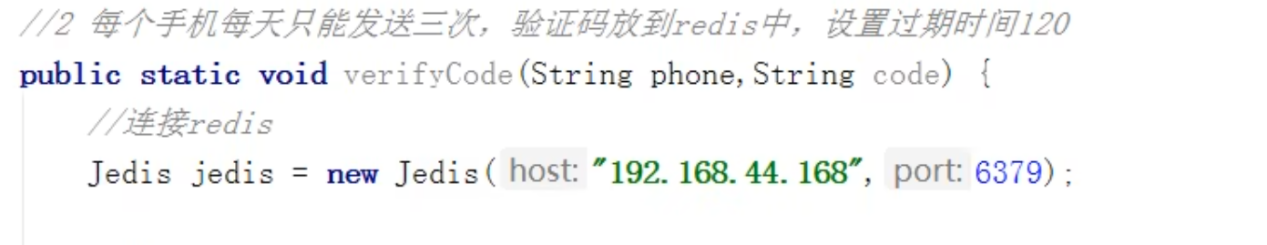 //2 每个手机每天只能发送三次，验证码放到redis中，设置过期时间120
public static void verifyCode(String phone,String code) {
//连接redis
Jedis jedis = new Jedis( host: "192.168.44.168", port: 6379);